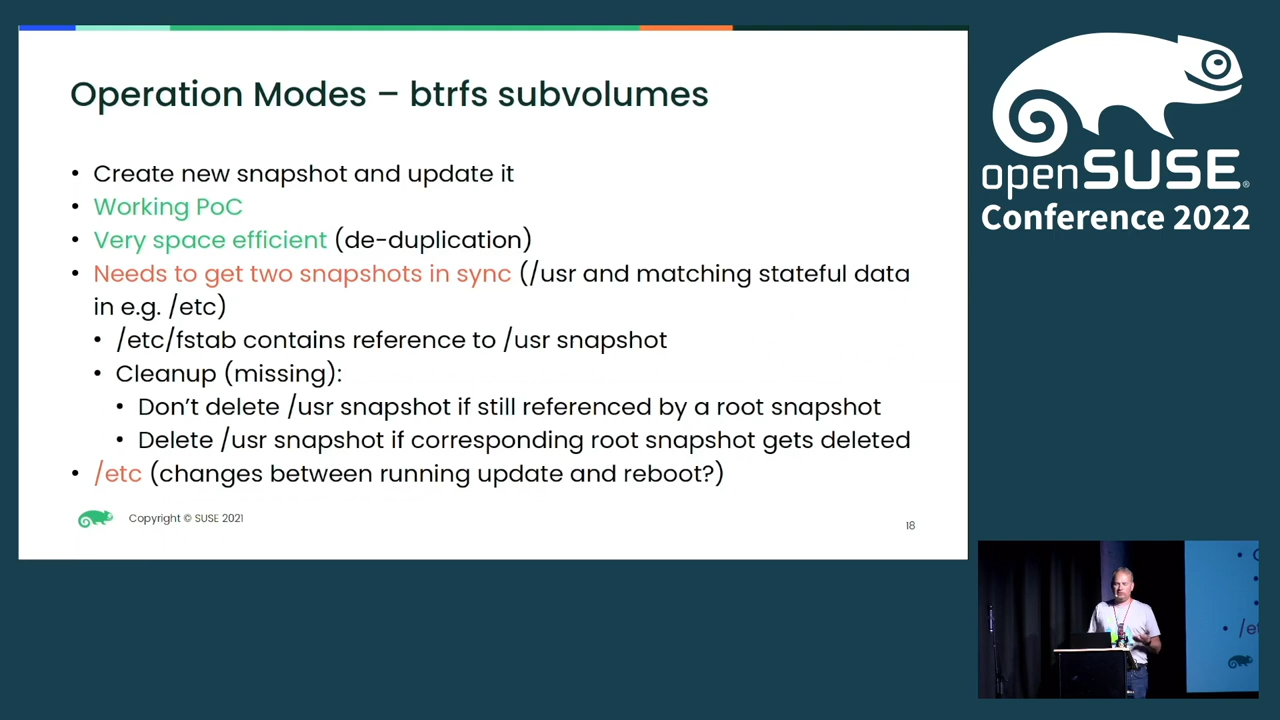 Operation Modes – btrfs subvolumes
• Create new snapshot and update it
• Working PoC
• Very space efficient (de-duplication)
• Needs to get two snapshots in sync (/usr and matching stateful data
in e.g. /etc)
• /etc/fstab contains reference to /usr snapshot
• Cleanup (missing):
• Don’t delete /usr snapshot if still referenced by a root snapshot
• Delete /usr snapshot if corresponding root snapshot gets deleted
• /etc (changes between running update and reboot?)
Copyright © SUSE 2021
18
openSUSE®
Conference 2022
• /et